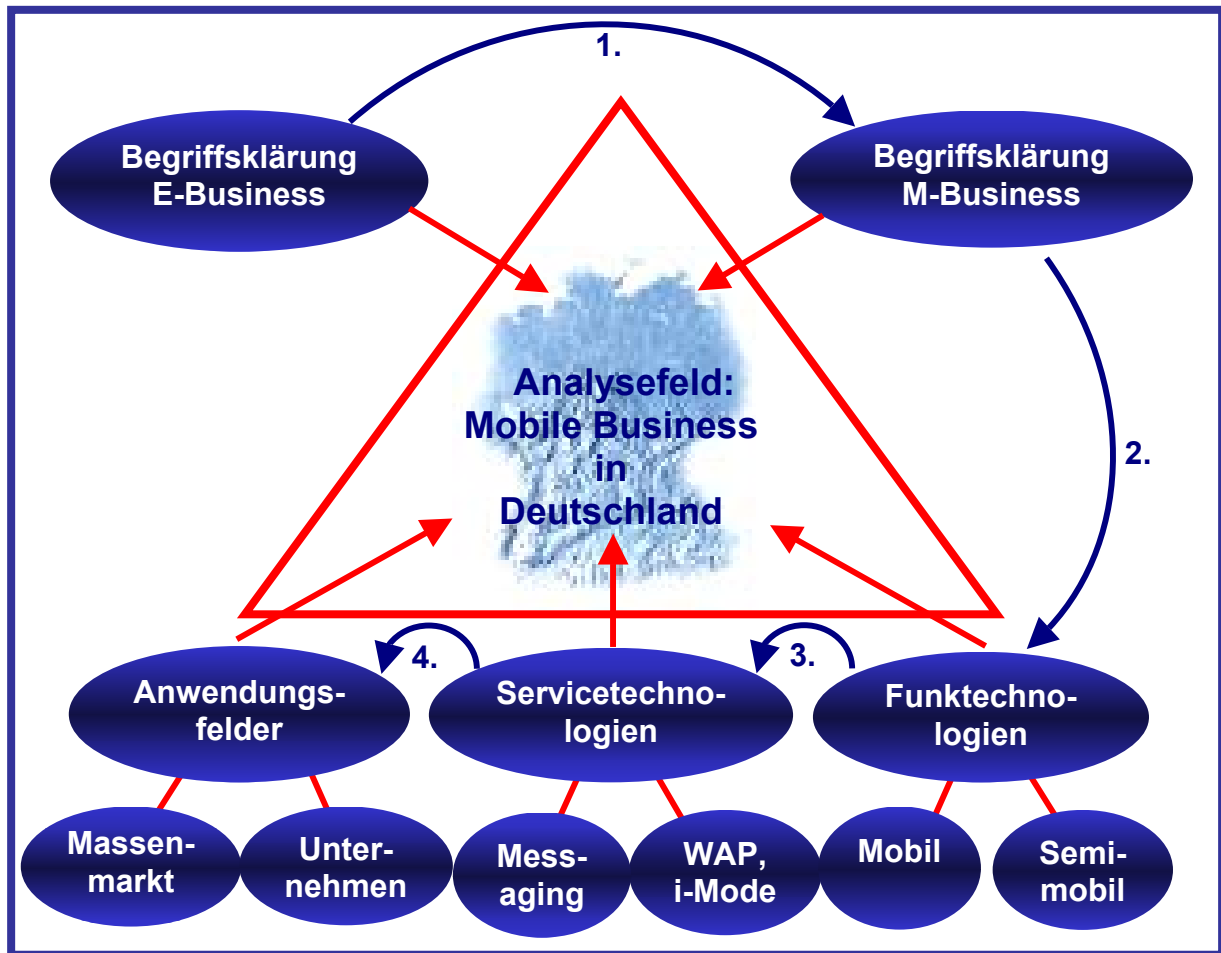 1.
Begriffsklärung
E-Business
Begriffsklärung
M-Business
Analysefeld:
Mobile Business
in
Deutschland
2.
4.
3.
Anwendungs-
felder
Servicetechno-
logien
Funktechno-
logien
Massen-
markt
Unter-
nehmen
Mess-
aging
WAP,
i-Mode
Mobil
Semi-
mobil